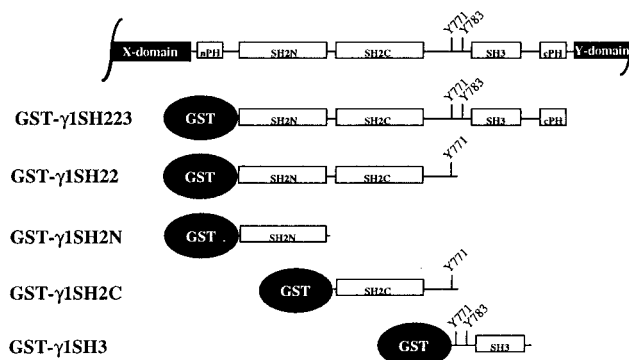 Y771
Y783
X-domain nPH SH2N SH2C SH3 cPH Y-domain
Y771
Y783
GST-γ1SH223 GST SH2N SH2C SH3 cPH
Y771
GST-γ1SH22 GST SH2N SH2C
GST-γ1SH2N GST SH2N
Y771
GST-γ1SH2C GST SH2C
Y771
Y783
GST-γ1SH3 GST SH3